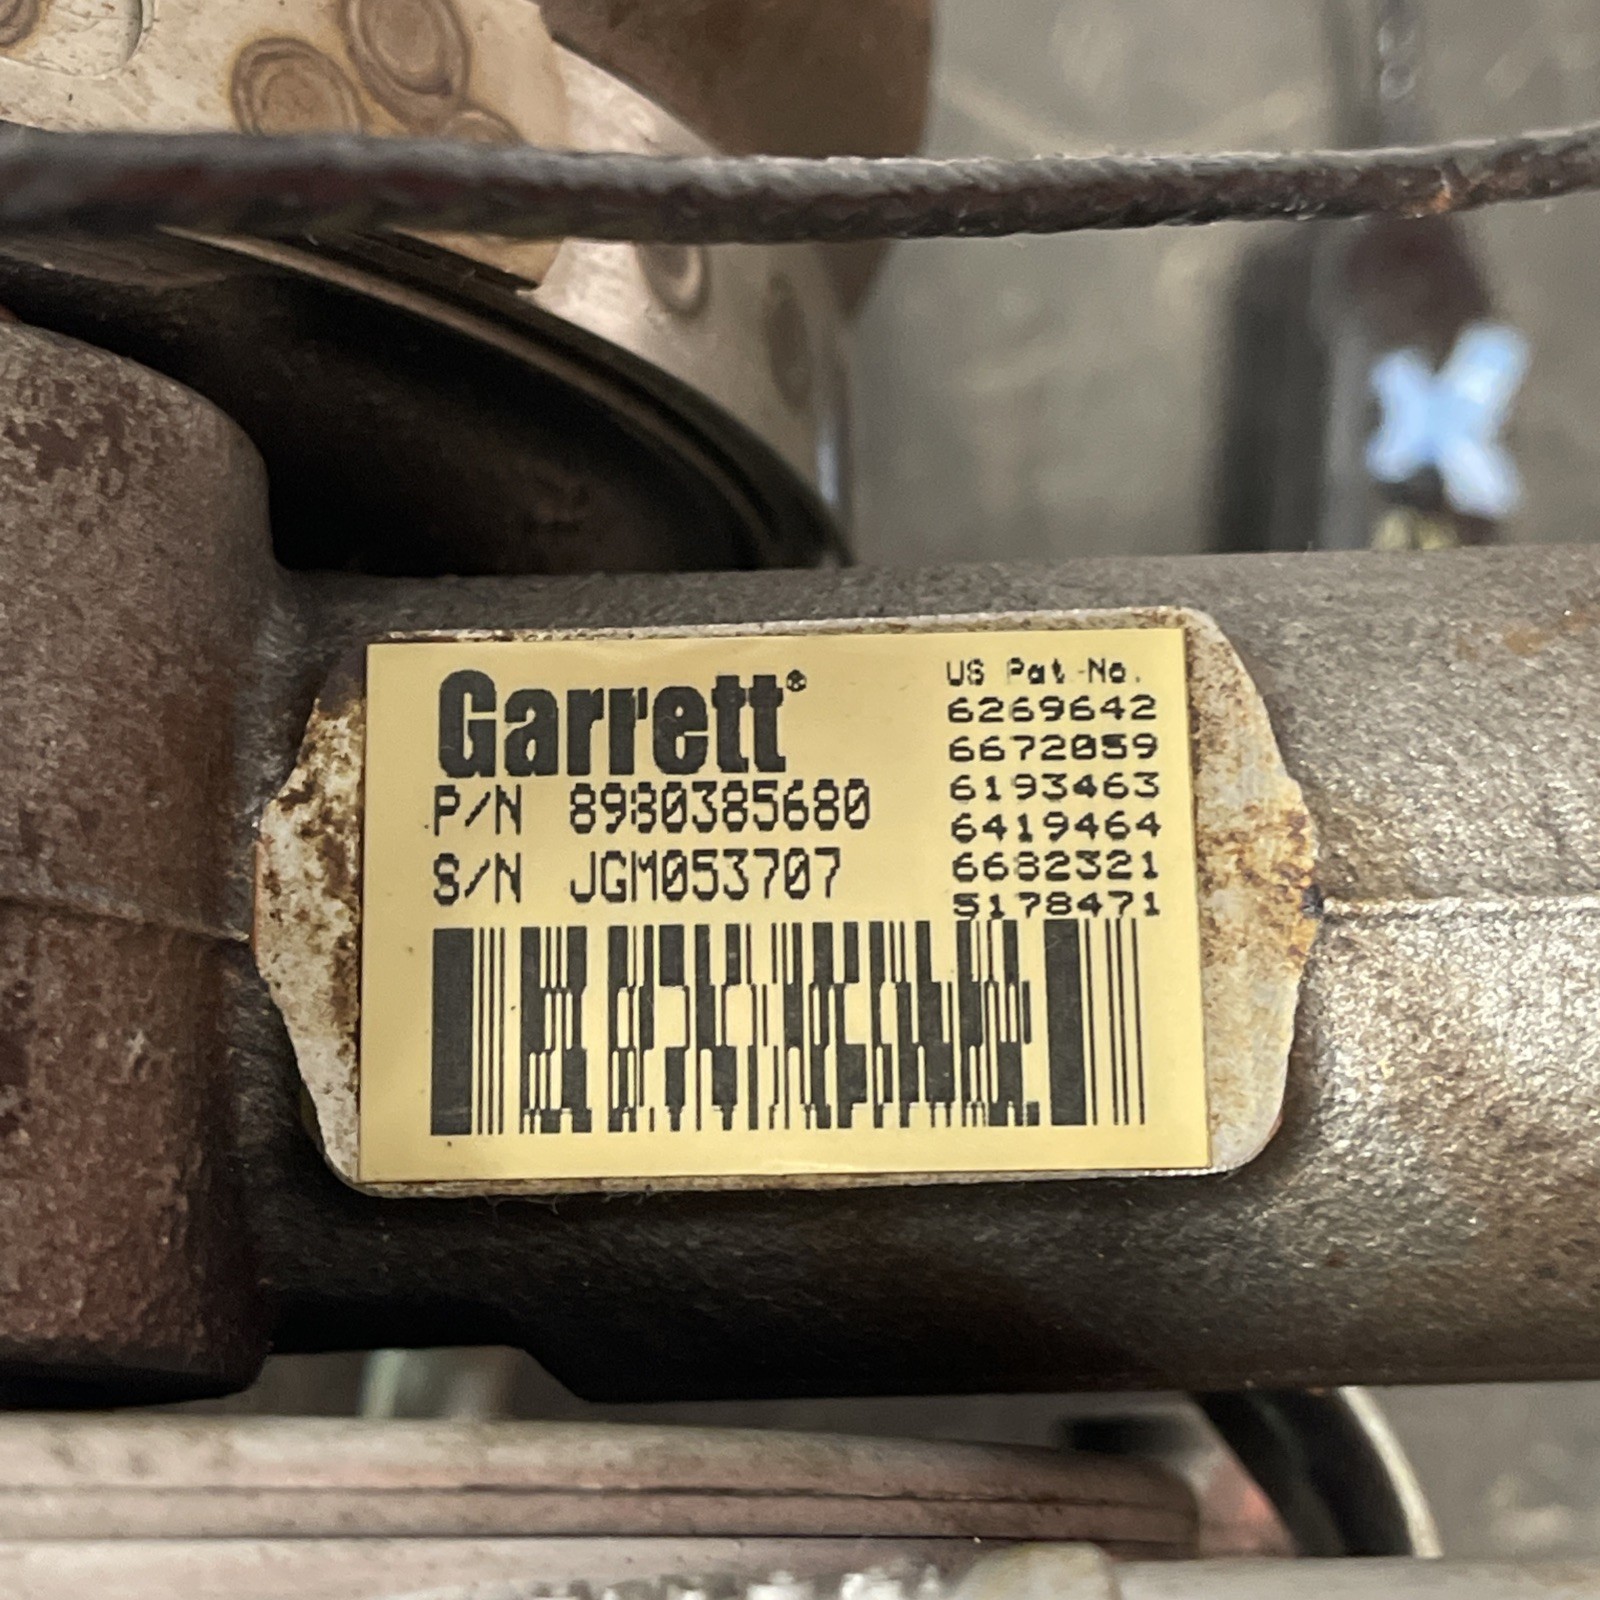 Garrett®
P/N 8980385680
S/N JGM053707
US Pat.No.
6269642
6672059
6193463
6419464
6682321
5178471